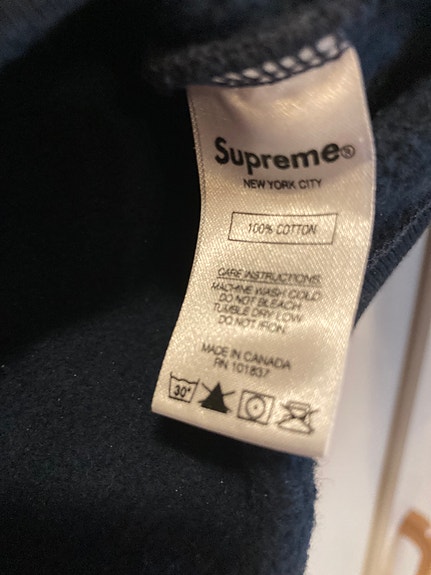 Supreme®
NEW YORK CITY
100% COTTON
CARE INSTRUCTIONS:
MACHINE WASH COLD
DO NOT BLEACH
TUMBLE DRY LOW
DO NOT IRON.
MADE IN CANADA
RN 101837
30°